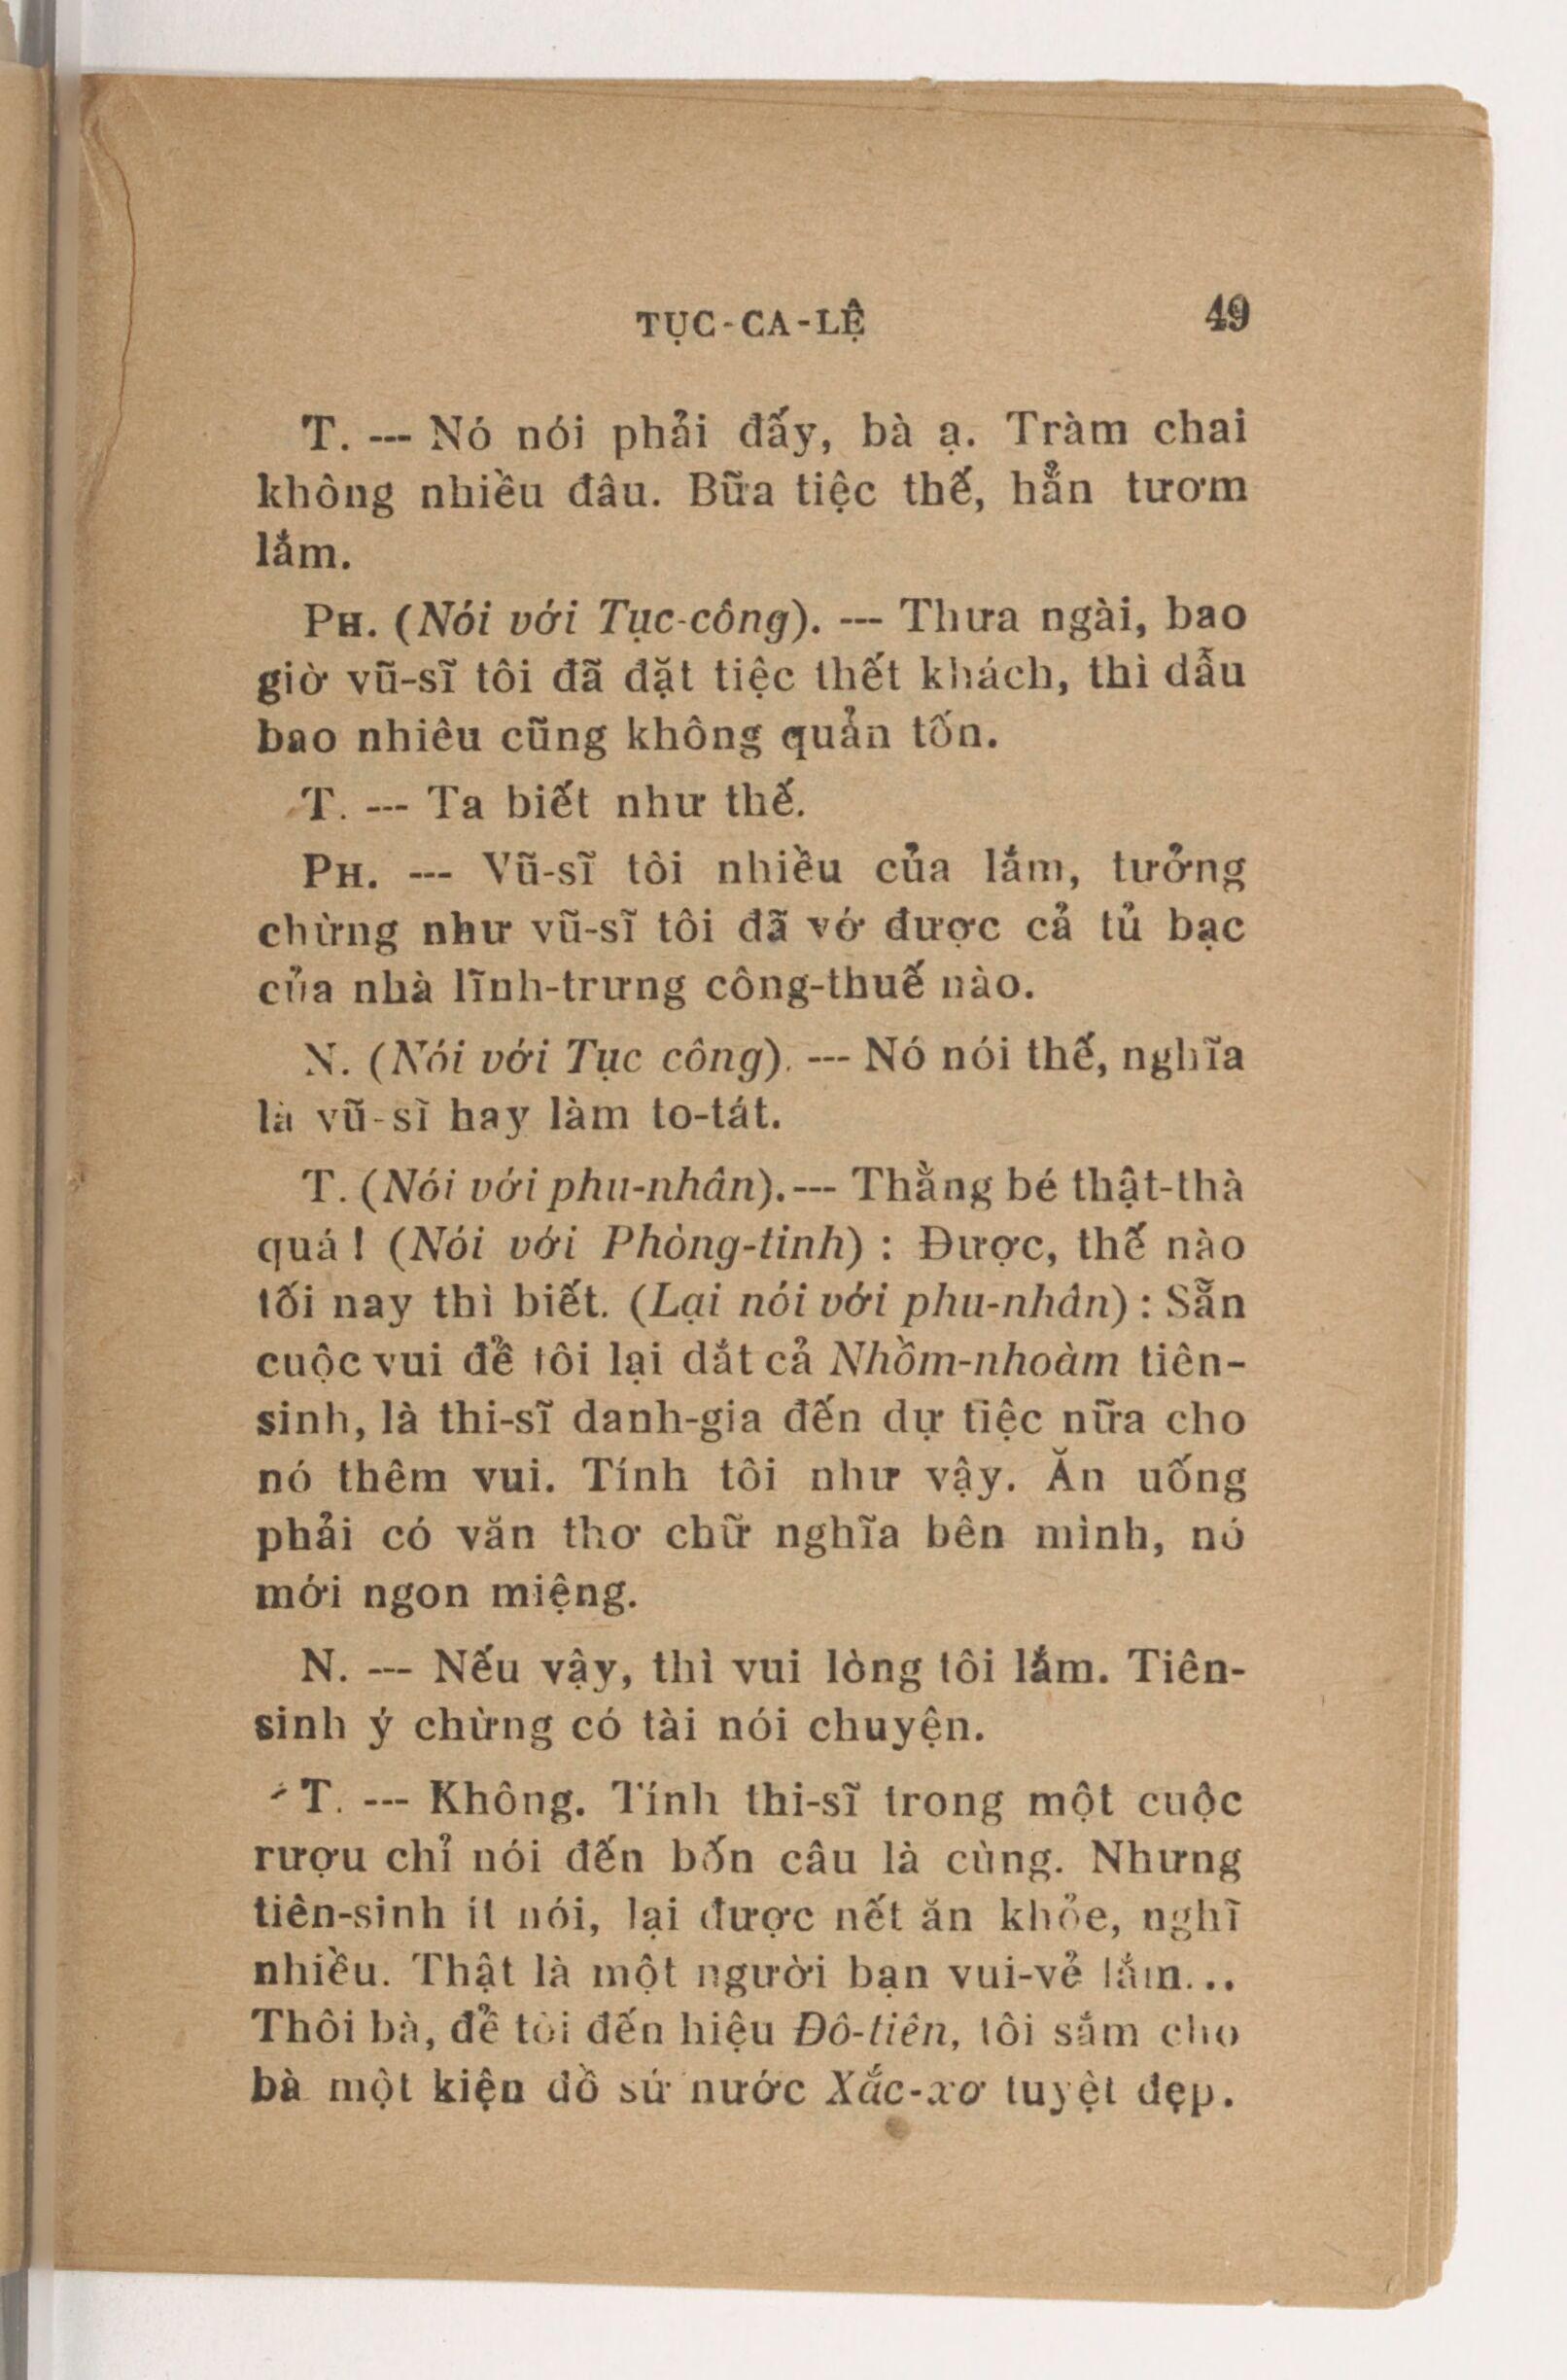 TỤC-CA-LỆ 49
T. --- Nó nói phải đấy, bà ạ. Tràm chai
không nhiều đâu. Bữa tiệc thế, hẳn tươm
lắm.
PH. (Nói với Tục-công). --- Thưa ngài, bao
giờ vũ-sĩ tôi đã đặt tiệc thết khách, thì dẫu
bao nhiêu cũng không quản tốn.
T. --- Ta biết như thế.
PH. --- Vũ-sĩ tôi nhiều của lắm, tưởng
chừng như vũ-sĩ tôi đã vớ được cả tủ bạc
của nhà lĩnh-trưng công-thuế nào.
N. (Nói với Tục công). --- Nó nói thế, nghĩa
là vũ-sĩ hay làm to-tát.
T. (Nói với phu-nhân). --- Thằng bé thật-thà
quá ! (Nói với Phòng-tinh) : Được, thế nào
tối nay thì biết. (Lại nói với phu-nhân) : Sẵn
cuộc vui để tôi lại dắt cả Nhồm-nhoàm tiên-
sinh, là thi-sĩ danh-gia đến dự tiệc nữa cho
nó thêm vui. Tính tôi như vậy. Ăn uống
phải có văn thơ chữ nghĩa bên mình, nó
mới ngon miệng.
N. --- Nếu vậy, thì vui lòng tôi lắm. Tiên-
sinh ý chừng có tài nói chuyện.
T. --- Không. Tính thi-sĩ trong một cuộc
rượu chỉ nói đến bốn câu là cùng. Nhưng
tiên-sinh ít nói, lại được nết ăn khỏe, nghĩ
nhiều. Thật là một người bạn vui-vẻ lắm...
Thôi bà, để tôi đến hiệu Đô-tiên, tôi sắm cho
bà một kiện đồ sứ nước Xắc-xơ tuyệt đẹp.